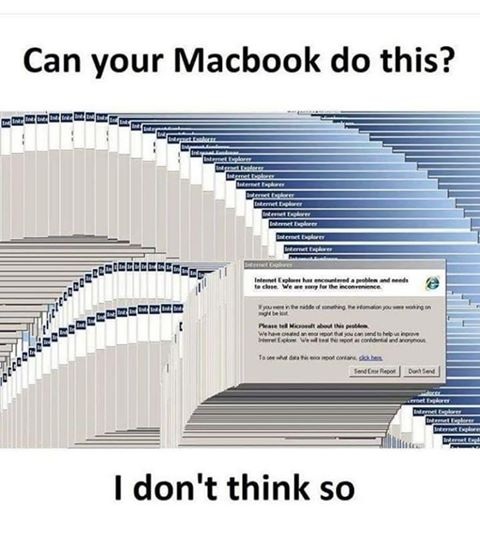 Can your Macbook do this?
Internet Explorer
Internet Explorer
Internet Explorer
Internet Explorer
Internet Explorer
Internet Explorer
Internet Explorer
Internet Explorer
Internet Explorer
Internet Explorer
Internet Explorer
Internet Explorer
Internet Explorer has encountered a problem and needs
to close. We are sorry for the inconvenience.
If you were in the middle of something, the information you were working on
might be lost.
Please tell Microsoft about this problem.
We have created an error report that you can send to help us improve
Internet Explorer. We will treat this report as confidential and anonymous.
To see what data this error report contains, click here.
Send Error Report
Don't Send
Internet Explorer
Internet Explorer
Internet Explorer
I don't think so